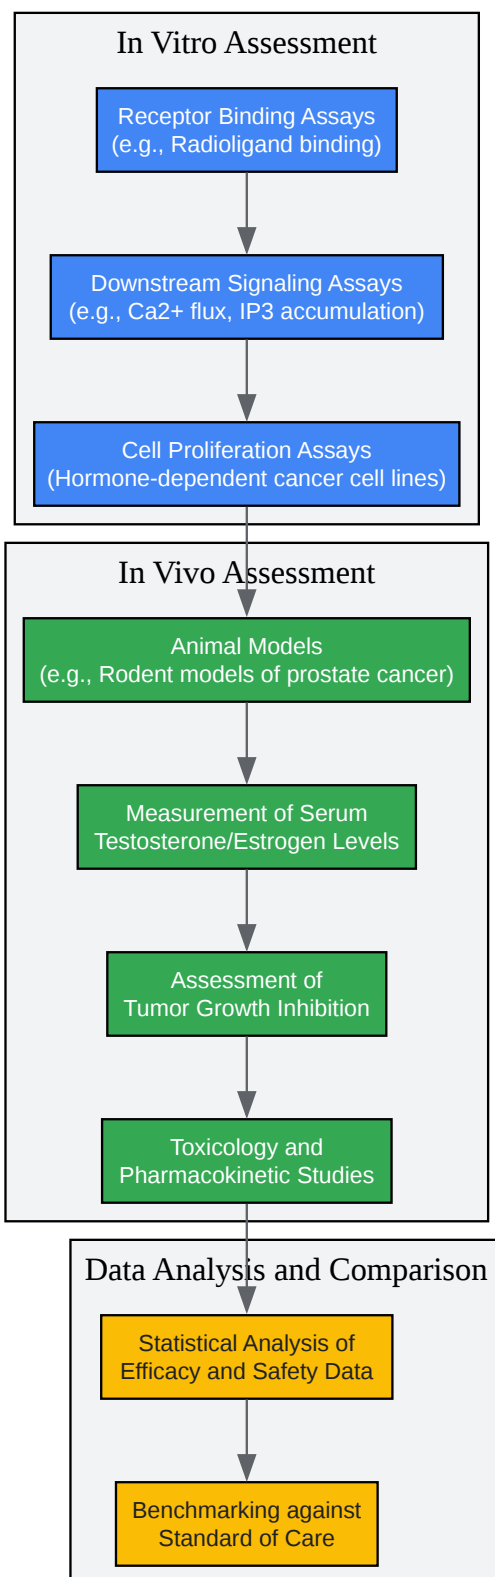 In Vitro Assessment
Receptor Binding Assays
(e.g., Radioligand binding)
Downstream Signaling Assays
(e.g., Ca2+ flux, IP3 accumulation)
Cell Proliferation Assays
(Hormone-dependent cancer cell lines)
In Vivo Assessment
Animal Models
(e.g., Rodent models of prostate cancer)
Measurement of Serum
Testosterone/Estrogen Levels
Assessment of
Tumor Growth Inhibition
Toxicology and
Pharmacokinetic Studies
Data Analysis and Comparison
Statistical Analysis of
Efficacy and Safety Data
Benchmarking against
Standard of Care